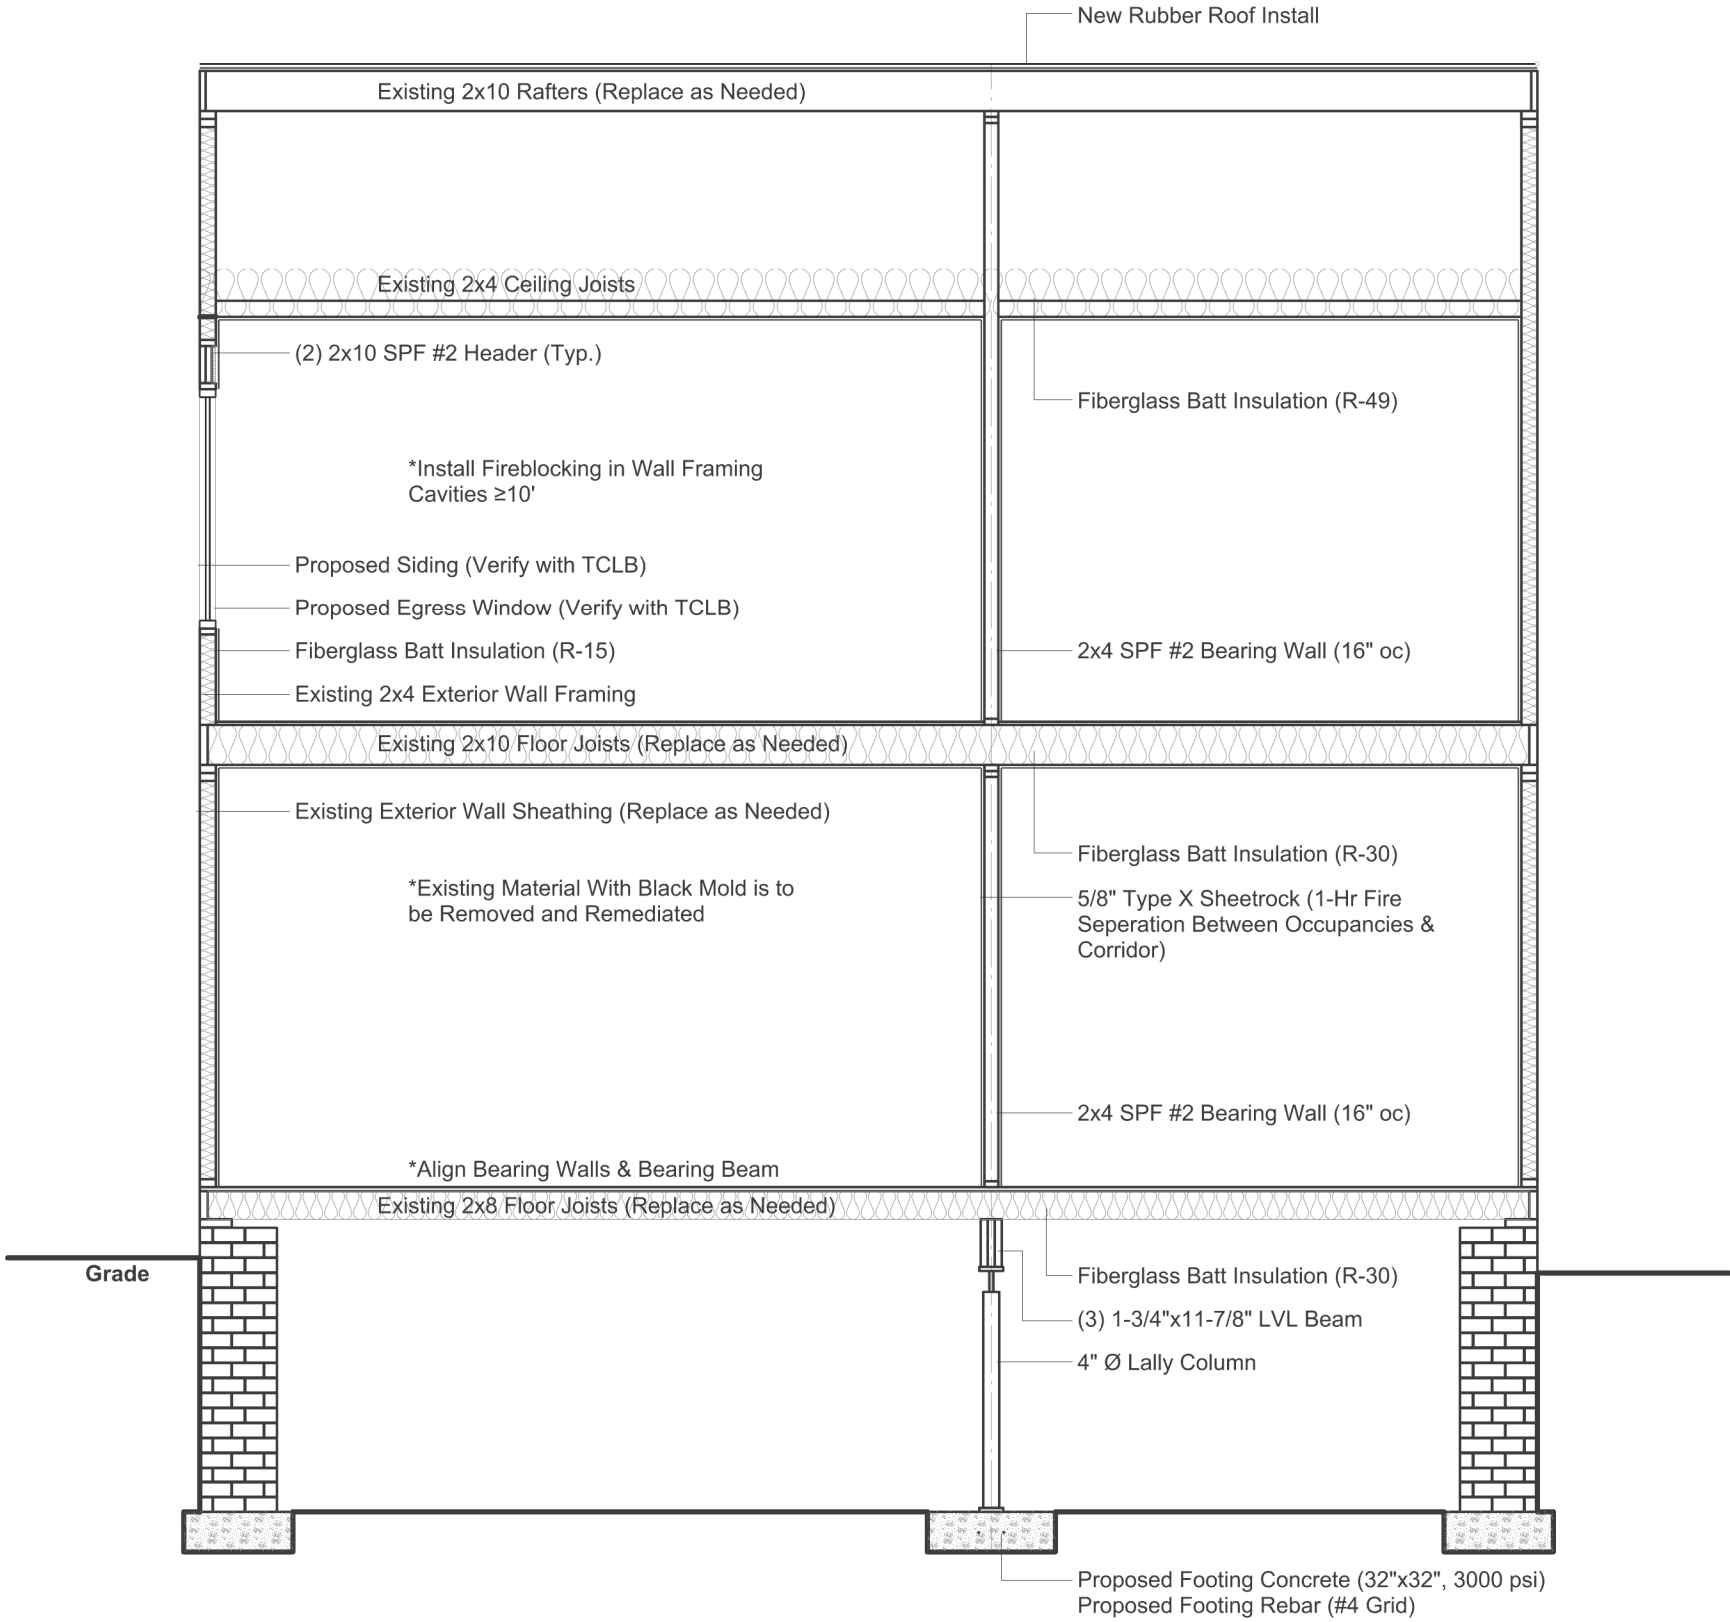 New Rubber Roof Install
Existing 2x10 Rafters (Replace as Needed)
Existing 2x4 Ceiling Joists
(2) 2x10 SPF #2 Header (Typ.)
Fiberglass Batt Insulation (R-49)
*Install Fireblocking in Wall Framing
Cavities ≥10'
Proposed Siding (Verify with TCLB)
Proposed Egress Window (Verify with TCLB)
Fiberglass Batt Insulation (R-15)
2x4 SPF #2 Bearing Wall (16" oc)
Existing 2x4 Exterior Wall Framing
Existing 2x10 Floor Joists (Replace as Needed)
Existing Exterior Wall Sheathing (Replace as Needed)
Fiberglass Batt Insulation (R-30)
*Existing Material With Black Mold is to
be Removed and Remediated
5/8" Type X Sheetrock (1-Hr Fire
Seperation Between Occupancies &
Corridor)
2x4 SPF #2 Bearing Wall (16" oc)
*Align Bearing Walls & Bearing Beam
Existing 2x8 Floor Joists (Replace as Needed)
Grade
Fiberglass Batt Insulation (R-30)
(3) 1-3/4"x11-7/8" LVL Beam
4" Ø Lally Column
Proposed Footing Concrete (32"x32", 3000 psi)
Proposed Footing Rebar (#4 Grid)